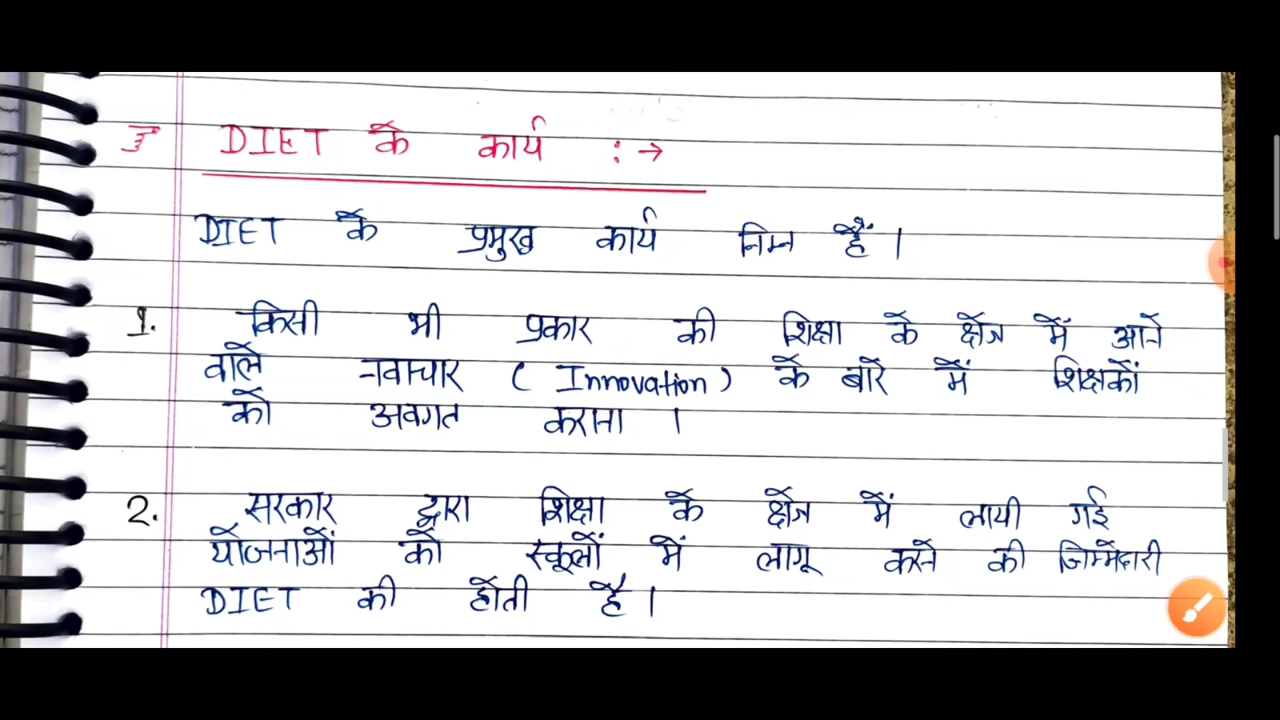 DIET के कार्य :→
DIET के प्रमुख कार्य निम्न हैं।
1. किसी भी प्रकार की शिक्षा के क्षेत्र में आने
वाले नवाचार ( Innovation ) के बारे में शिक्षकों
को अवगत कराना ।
2. सरकार द्वारा शिक्षा के क्षेत्र में लायी गई
योजनाओं को स्कूलों में लागू करने की जिम्मेदारी
DIET की होती है।